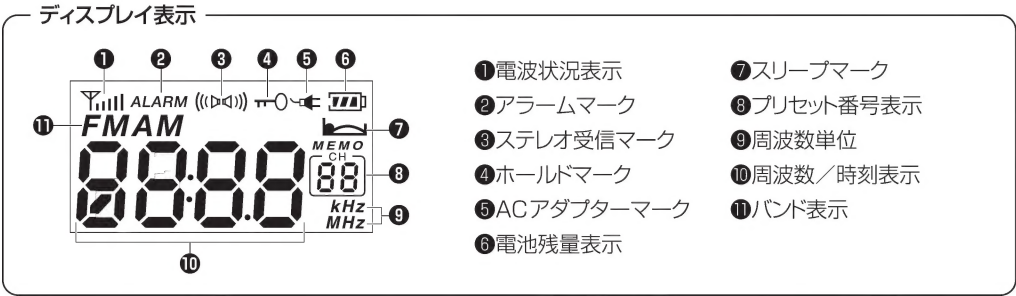 ディスプレイ表示
❶ ❷ ❸ ❹ ❺ ❻
ALARM
⓫ FMAM ❼
MEMO
CH
88:88 88 ❽
kHz
MHz ❾
❿
❶電波状況表示
❷アラームマーク
❸ステレオ受信マーク
❹ホールドマーク
❺ACアダプターマーク
❻電池残量表示
❼スリープマーク
❽プリセット番号表示
❾周波数単位
❿周波数／時刻表示
⓫バンド表示